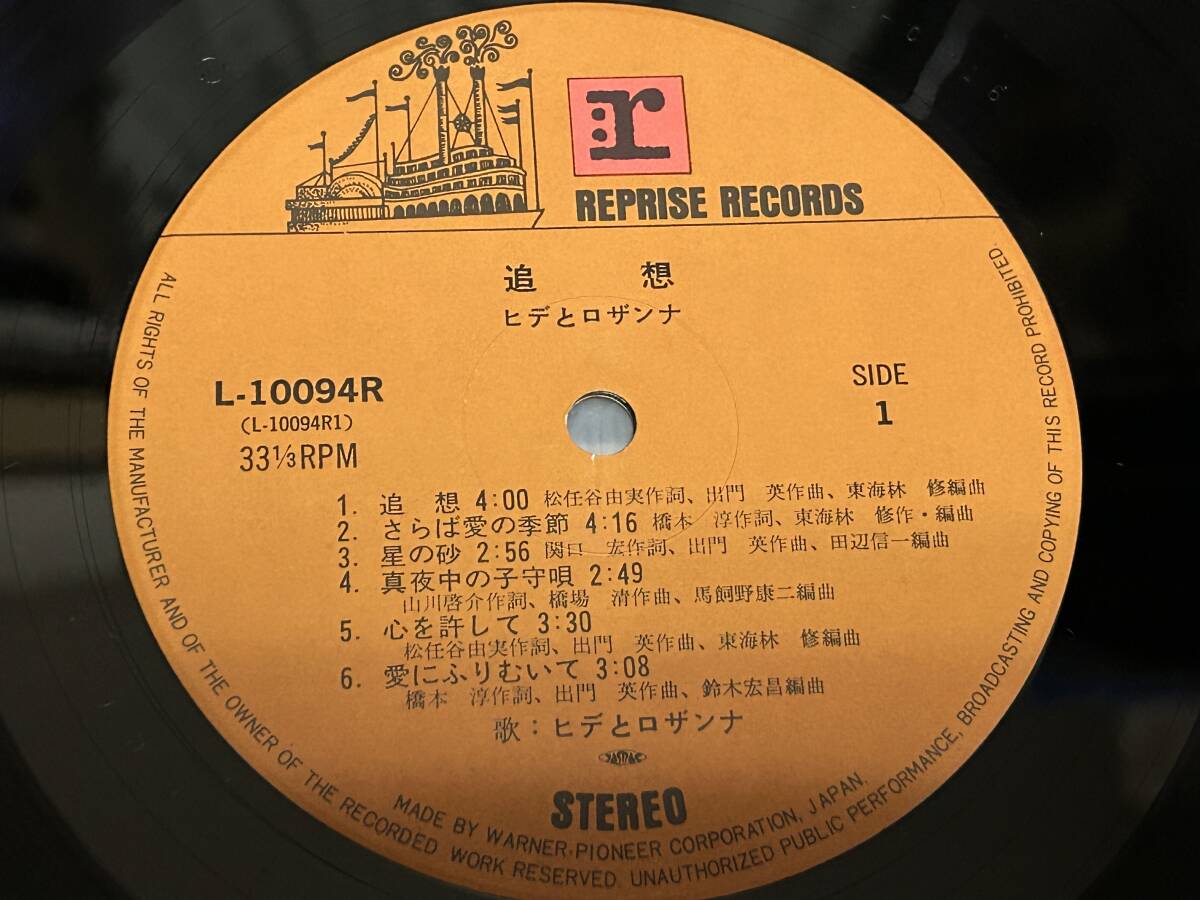 r
REPRISE RECORDS
追 想
ヒデとロザンナ
L-10094R
(L-10094R1)
33⅓RPM
SIDE
1
1. 追 想 4:00 松任谷由実作詞、出門 英作曲、東海林 修編曲
2. さらば愛の季節 4:16 橋本 淳作詞、東海林 修作・編曲
3. 星の砂 2:56 関口 宏作詞、出門 英作曲、田辺信一編曲
4. 真夜中の子守唄 2:49
山川啓介作詞、橋場 清作曲、馬飼野康二編曲
5. 心を許して 3:30
松任谷由実作詞、出門 英作曲、東海林 修編曲
6. 愛にふりむいて 3:08
橋本 淳作詞、出門 英作曲、鈴木宏昌編曲
歌：ヒデとロザンナ
JASRAC
STEREO
MADE BY WARNER-PIONEER CORPORATION, JAPAN.
ALL RIGHTS OF THE MANUFACTURER AND OF THE OWNER OF THE RECORDED WORK RESERVED. UNAUTHORIZED PUBLIC PERFORMANCE, BROADCASTING AND COPYING OF THIS RECORD PROHIBITED.